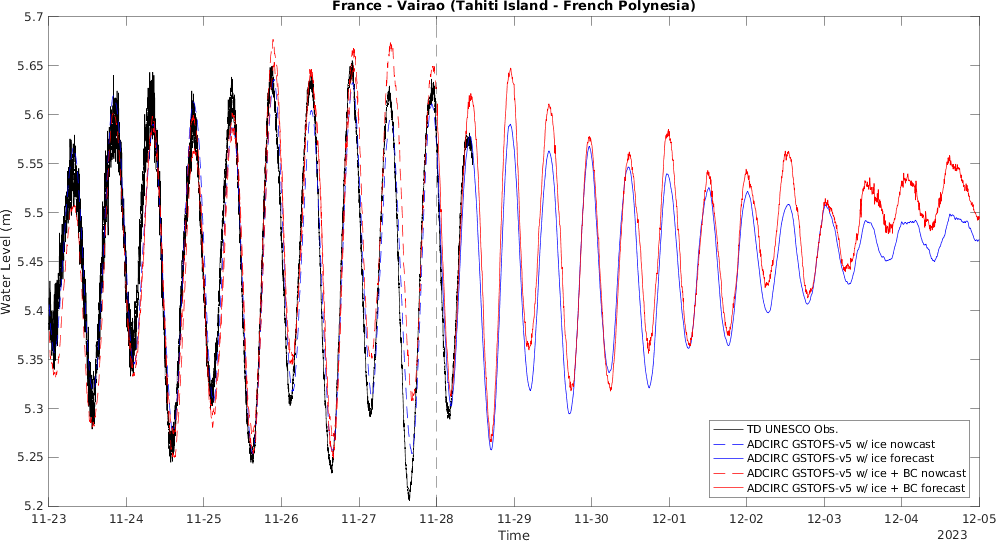 France - Vairao (Tahiti Island - French Polynesia)
5.7
5.65
5.6
5.55
5.5
5.45
5.4
5.35
5.3
5.25
5.2
Water Level (m)
TD UNESCO Obs.
ADCIRC GSTOFS-v5 w/ ice nowcast
ADCIRC GSTOFS-v5 w/ ice forecast
ADCIRC GSTOFS-v5 w/ ice + BC nowcast
ADCIRC GSTOFS-v5 w/ ice + BC forecast
11-23 11-24 11-25 11-26 11-27 11-28 11-29 11-30 12-01 12-02 12-03 12-04 12-05
Time
2023